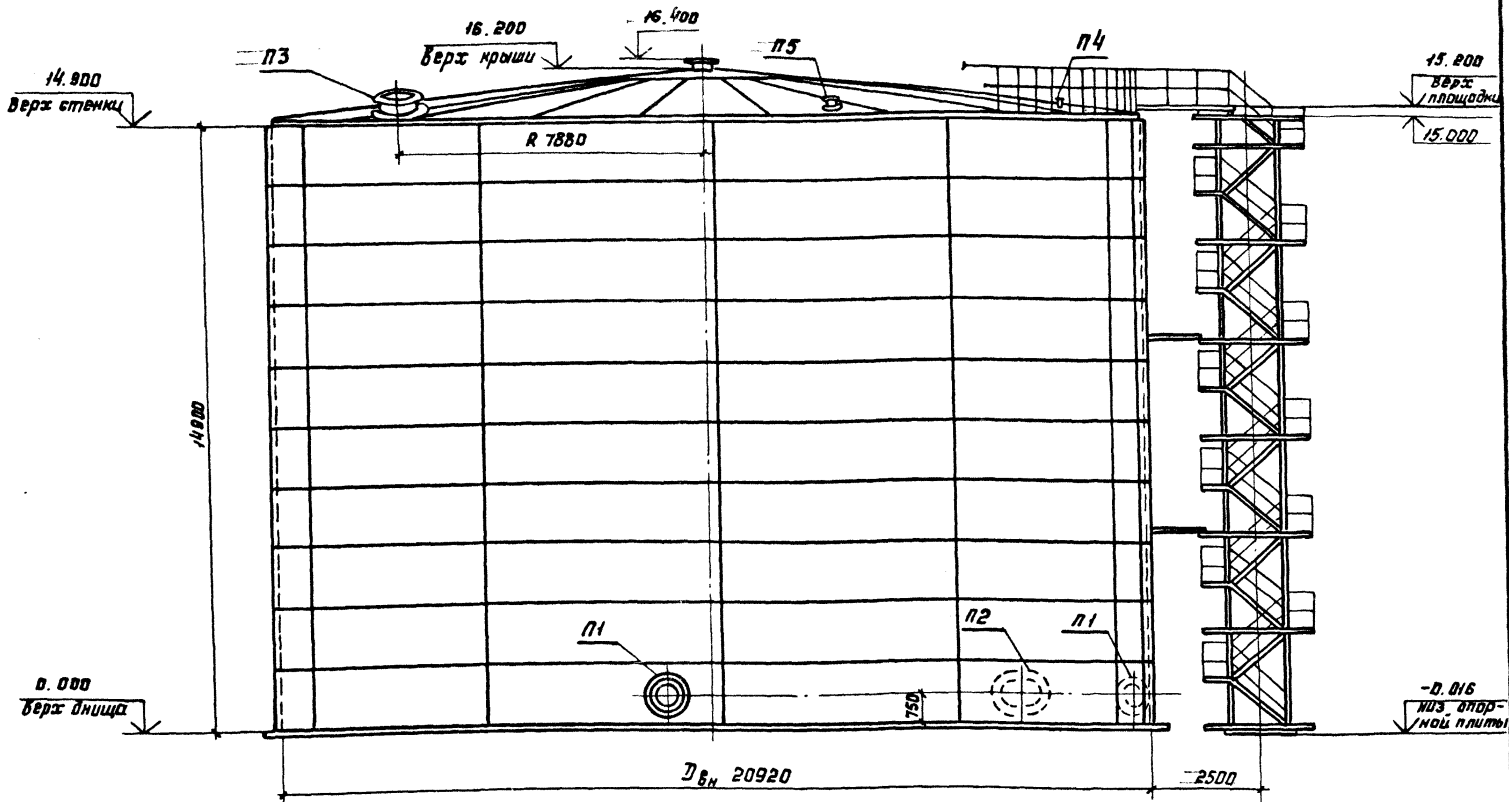 16.400
16.200
Верх крыши
П3
П5
П4
14.900
Верх стенки
15.200
Верх
площадки
15.000
R 7880
14900
П1
П2
П1
0.000
Верх днища
750
-0.016
низ опор-
ной плиты
Dвн 20920
2500